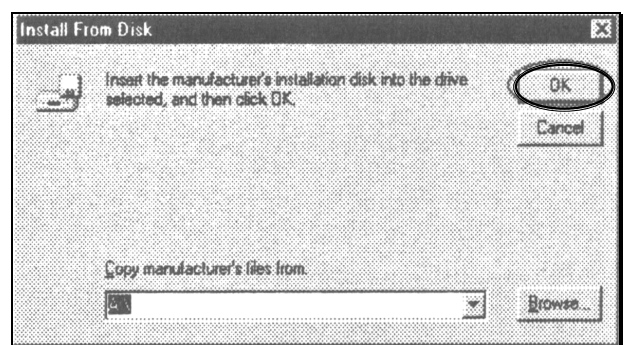 Install From Disk
Insert the manufacturer's installation disk into the drive
selected, and then click OK.
OK
Cancel
Copy manufacturer's files from:
A:\
Browse...